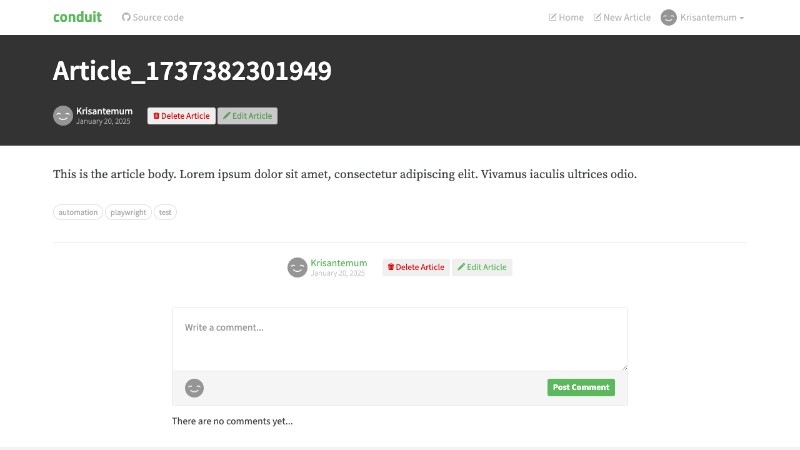 conduit Source code Home New Article Krisantemum
Article_1737382301949
Krisantemum
January 20, 2025
Delete Article Edit Article
This is the article body. Lorem ipsum dolor sit amet, consectetur adipiscing elit. Vivamus iaculis ultrices odio.
automation playwright test
Krisantemum
January 20, 2025
Delete Article Edit Article
Write a comment...
Post Comment
There are no comments yet...